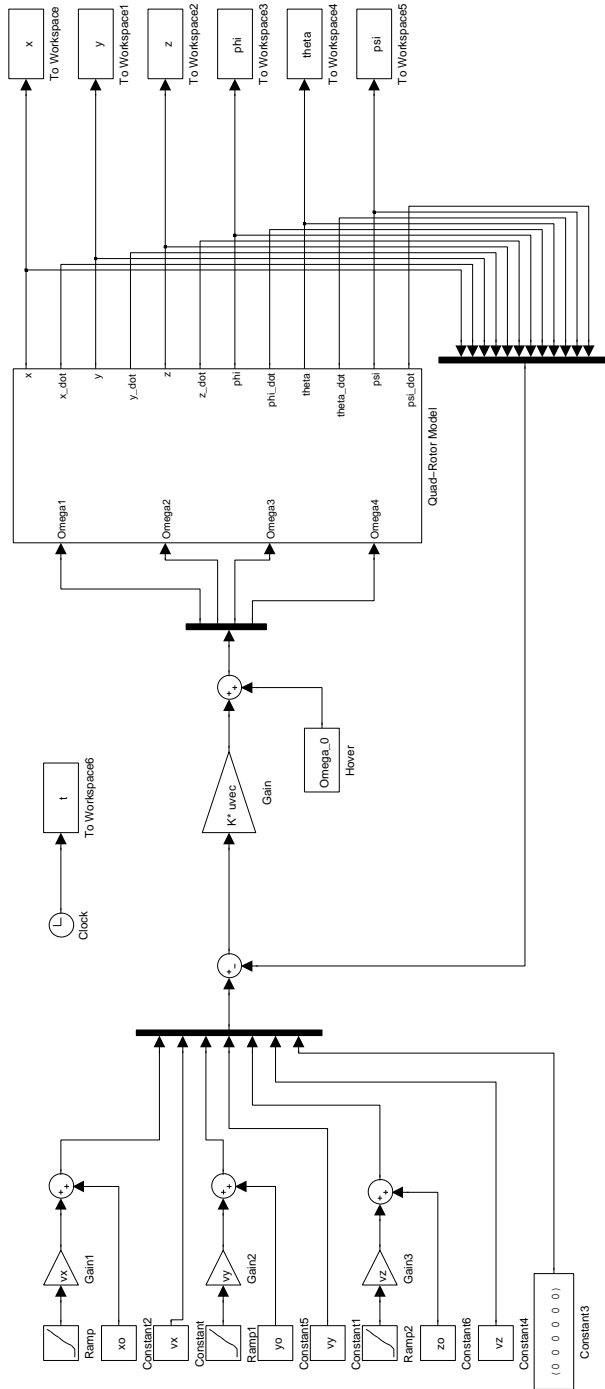 Ramp
vx
Gain1
+
+
xo
Constant2
vx
Constant
Ramp1
vy
Gain2
+
+
yo
Constant5
vy
Constant1
Ramp2
vz
Gain3
+
+
zo
Constant6
vz
Constant4
(0 0 0 0 0 0)
Constant3
Clock
t
To Workspace6
+
−
K* uvec
Gain
+
+
Omega_0
Hover
Omega1
Omega2
Omega3
Omega4
x
x_dot
y
y_dot
z
z_dot
phi
phi_dot
theta
theta_dot
psi
psi_dot
Quad−Rotor Model
x
To Workspace
y
To Workspace1
z
To Workspace2
phi
To Workspace3
theta
To Workspace4
psi
To Workspace5